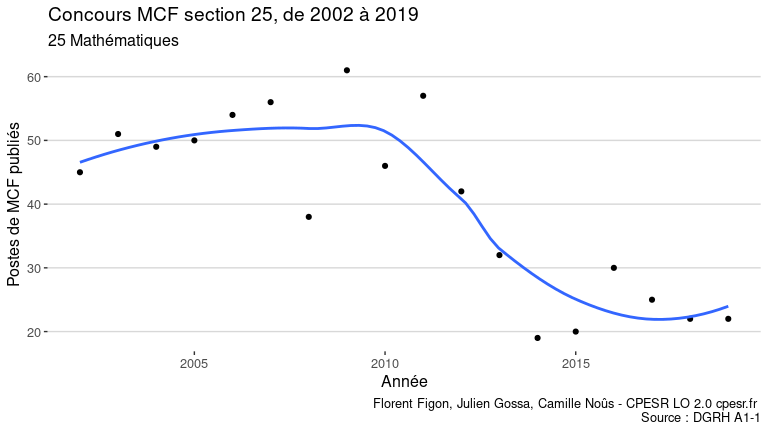 Concours MCF section 25, de 2002 à 2019
25 Mathématiques
Postes de MCF publiés
60
50
40
30
20
2005 2010 2015
Année
Florent Figon, Julien Gossa, Camille Noûs - CPESR LO 2.0 cpesr.fr
Source : DGRH A1-1